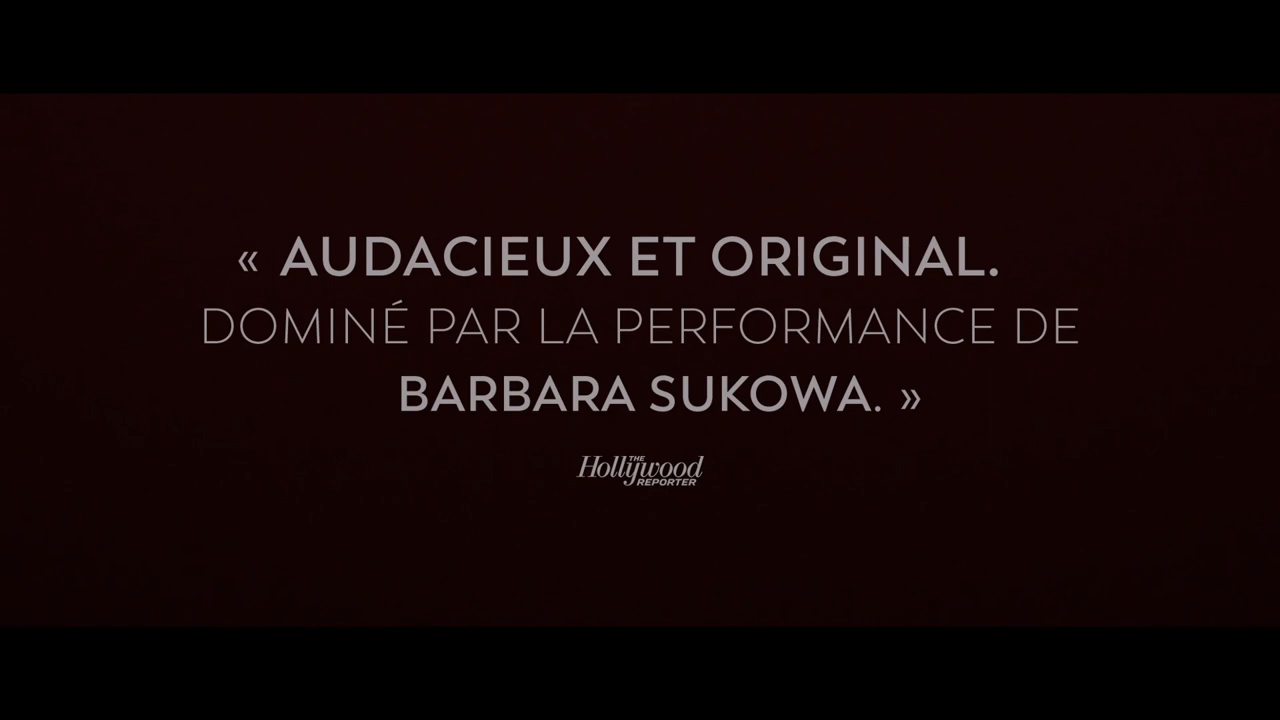 « AUDACIEUX ET ORIGINAL.
DOMINÉ PAR LA PERFORMANCE DE
BARBARA SUKOWA. »
THE
Hollywood
REPORTER